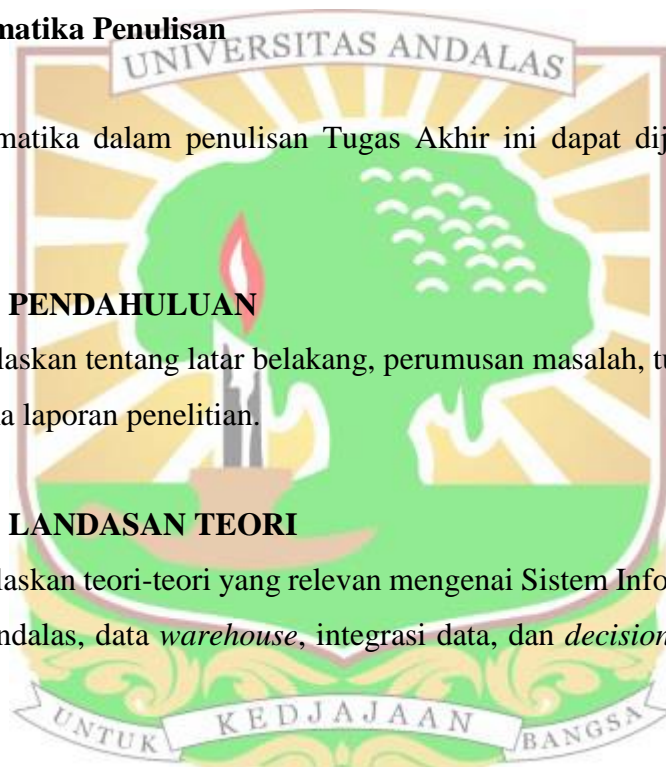 matika Penulisan
UNIVERSITAS ANDALAS
matika dalam penulisan Tugas Akhir ini dapat dij
PENDAHULUAN
laskan tentang latar belakang, perumusan masalah, tu
a laporan penelitian.
LANDASAN TEORI
laskan teori-teori yang relevan mengenai Sistem Info
ndalas, data warehouse, integrasi data, dan decision
UNTUK KEDJAJAAN BANGSA